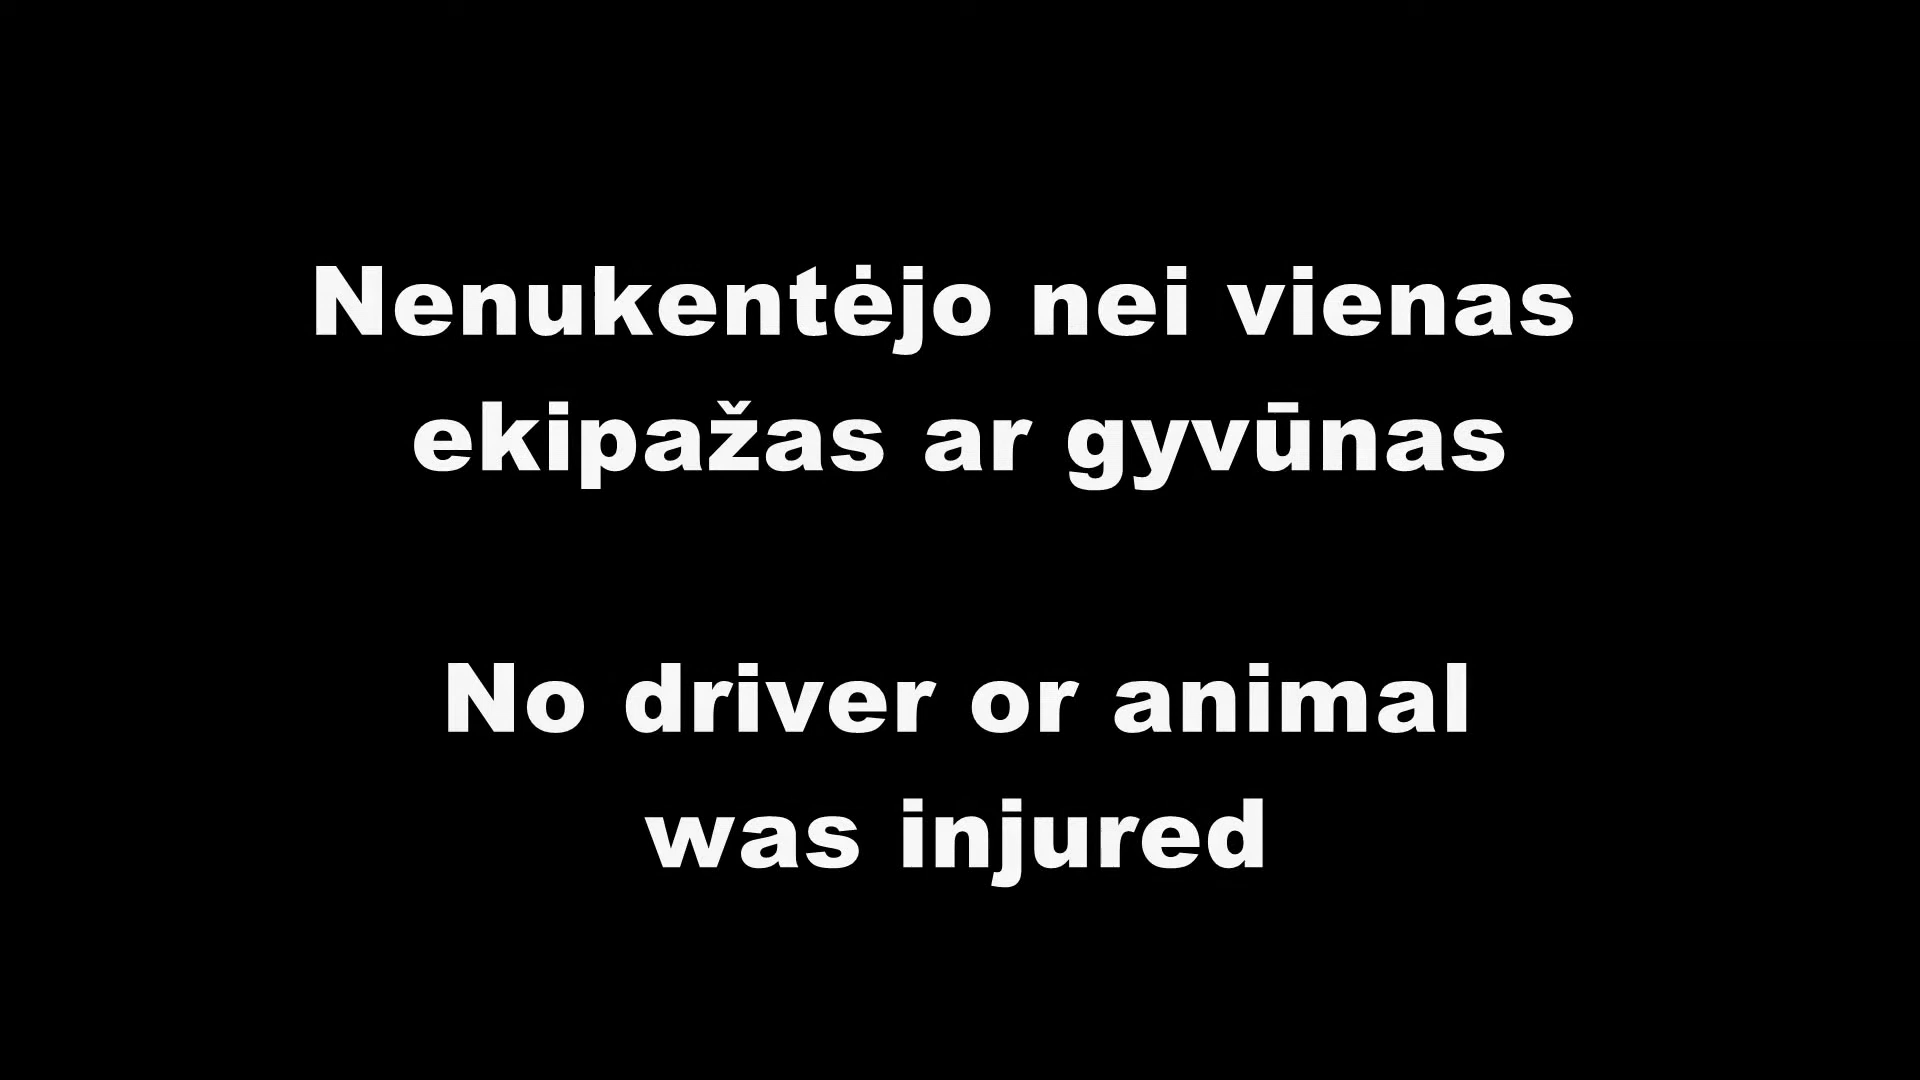 Nenukentėjo nei vienas
ekipažas ar gyvūnas
No driver or animal
was injured